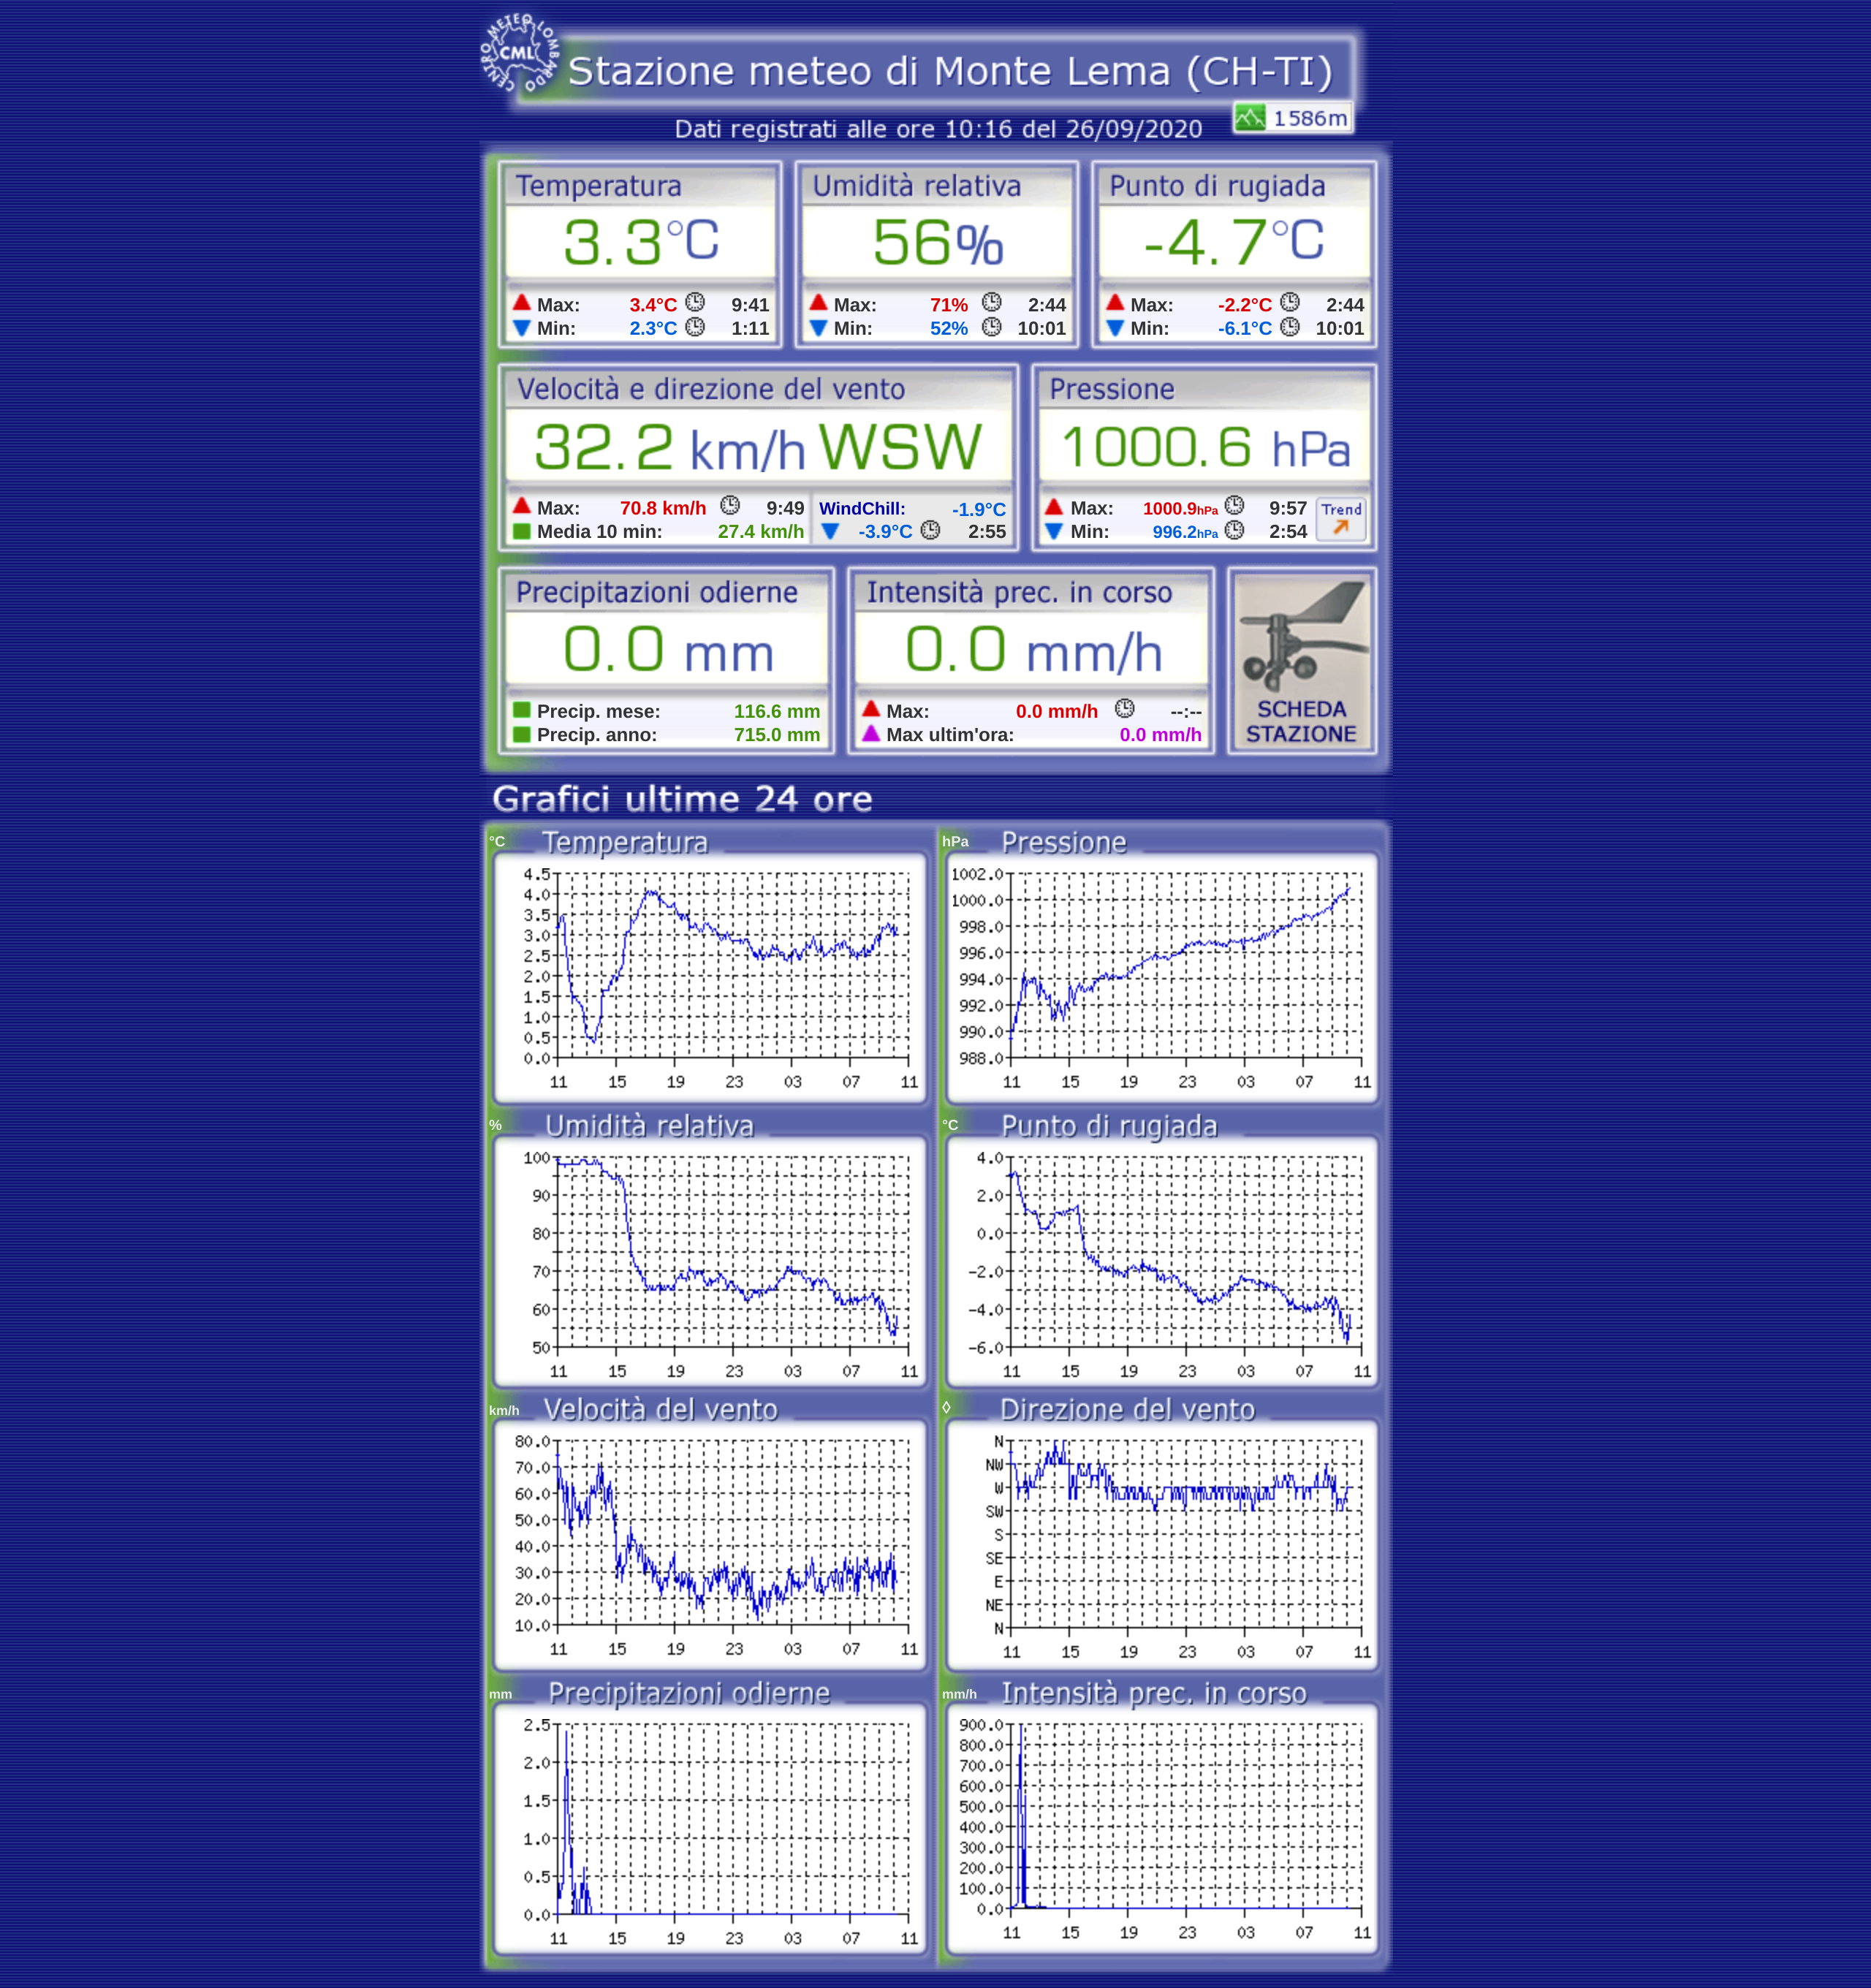 CENTRO METEO LOMBARDO
CML
Stazione meteo di Monte Lema (CH-TI)
1586m
Dati registrati alle ore 10:16 del 26/09/2020
Temperatura
3.3°C
Max: 3.4°C 9:41
Min: 2.3°C 1:11
Umidità relativa
56%
Max: 71% 2:44
Min: 52% 10:01
Punto di rugiada
-4.7°C
Max: -2.2°C 2:44
Min: -6.1°C 10:01
Velocità e direzione del vento
32.2 km/h WSW
Max: 70.8 km/h 9:49
Media 10 min: 27.4 km/h
WindChill: -1.9°C
-3.9°C 2:55
Pressione
1000.6 hPa
Max: 1000.9hPa 9:57
Min: 996.2hPa 2:54
Trend
Precipitazioni odierne
0.0 mm
Precip. mese: 116.6 mm
Precip. anno: 715.0 mm
Intensità prec. in corso
0.0 mm/h
Max: 0.0 mm/h --:--
Max ultim'ora: 0.0 mm/h
SCHEDA
STAZIONE
Grafici ultime 24 ore
°C Temperatura
4.5
4.0
3.5
3.0
2.5
2.0
1.5
1.0
0.5
0.0
11 15 19 23 03 07 11
hPa Pressione
1002.0
1000.0
998.0
996.0
994.0
992.0
990.0
988.0
11 15 19 23 03 07 11
% Umidità relativa
100
90
80
70
60
50
11 15 19 23 03 07 11
°C Punto di rugiada
4.0
2.0
0.0
-2.0
-4.0
-6.0
11 15 19 23 03 07 11
km/h Velocità del vento
80.0
70.0
60.0
50.0
40.0
30.0
20.0
10.0
11 15 19 23 03 07 11
◊ Direzione del vento
N
NW
W
SW
S
SE
E
NE
N
11 15 19 23 03 07 11
mm Precipitazioni odierne
2.5
2.0
1.5
1.0
0.5
0.0
11 15 19 23 03 07 11
mm/h Intensità prec. in corso
900.0
800.0
700.0
600.0
500.0
400.0
300.0
200.0
100.0
0.0
11 15 19 23 03 07 11